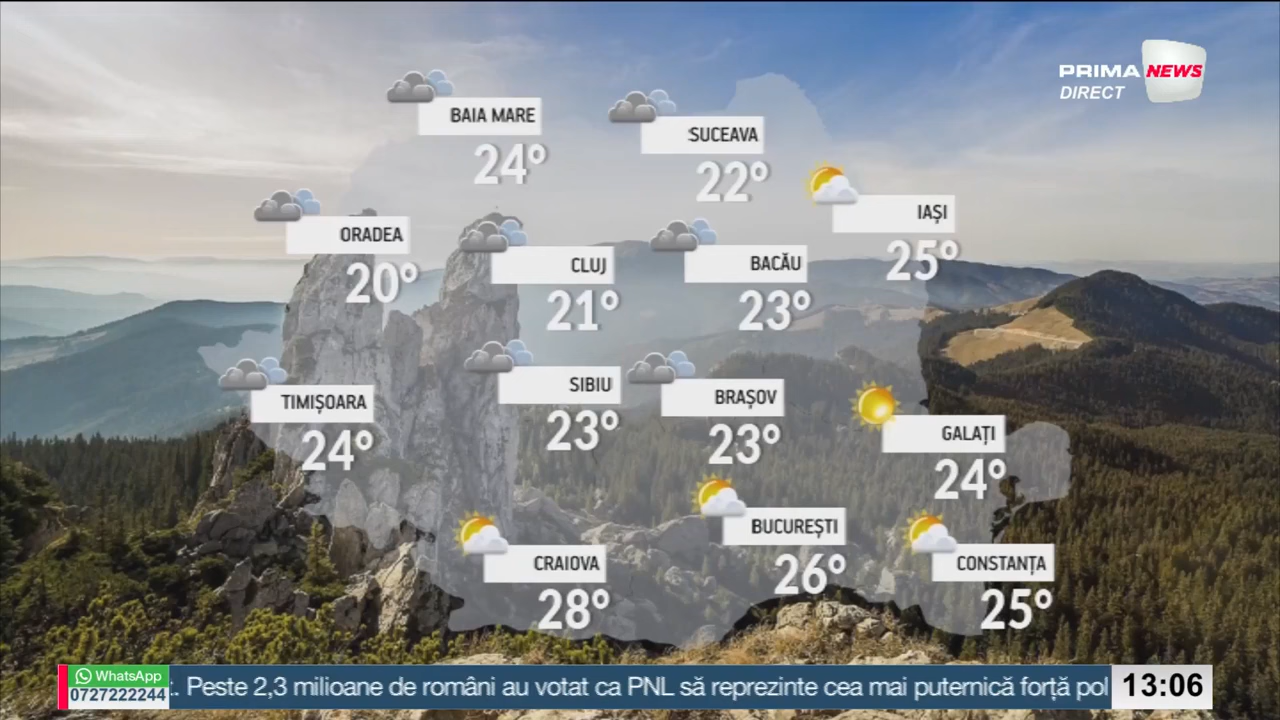 PRIMA NEWS
DIRECT
BAIA MARE
24°
SUCEAVA
22°
IAȘI
25°
ORADEA
20°
CLUJ
21°
BACĂU
23°
TIMIȘOARA
24°
SIBIU
23°
BRAȘOV
23°
GALAȚI
24°
CRAIOVA
28°
BUCUREȘTI
26°
CONSTANȚA
25°
WhatsApp
0727222244
. Peste 2,3 milioane de români au votat ca PNL să reprezinte cea mai puternică forță pol
13:06